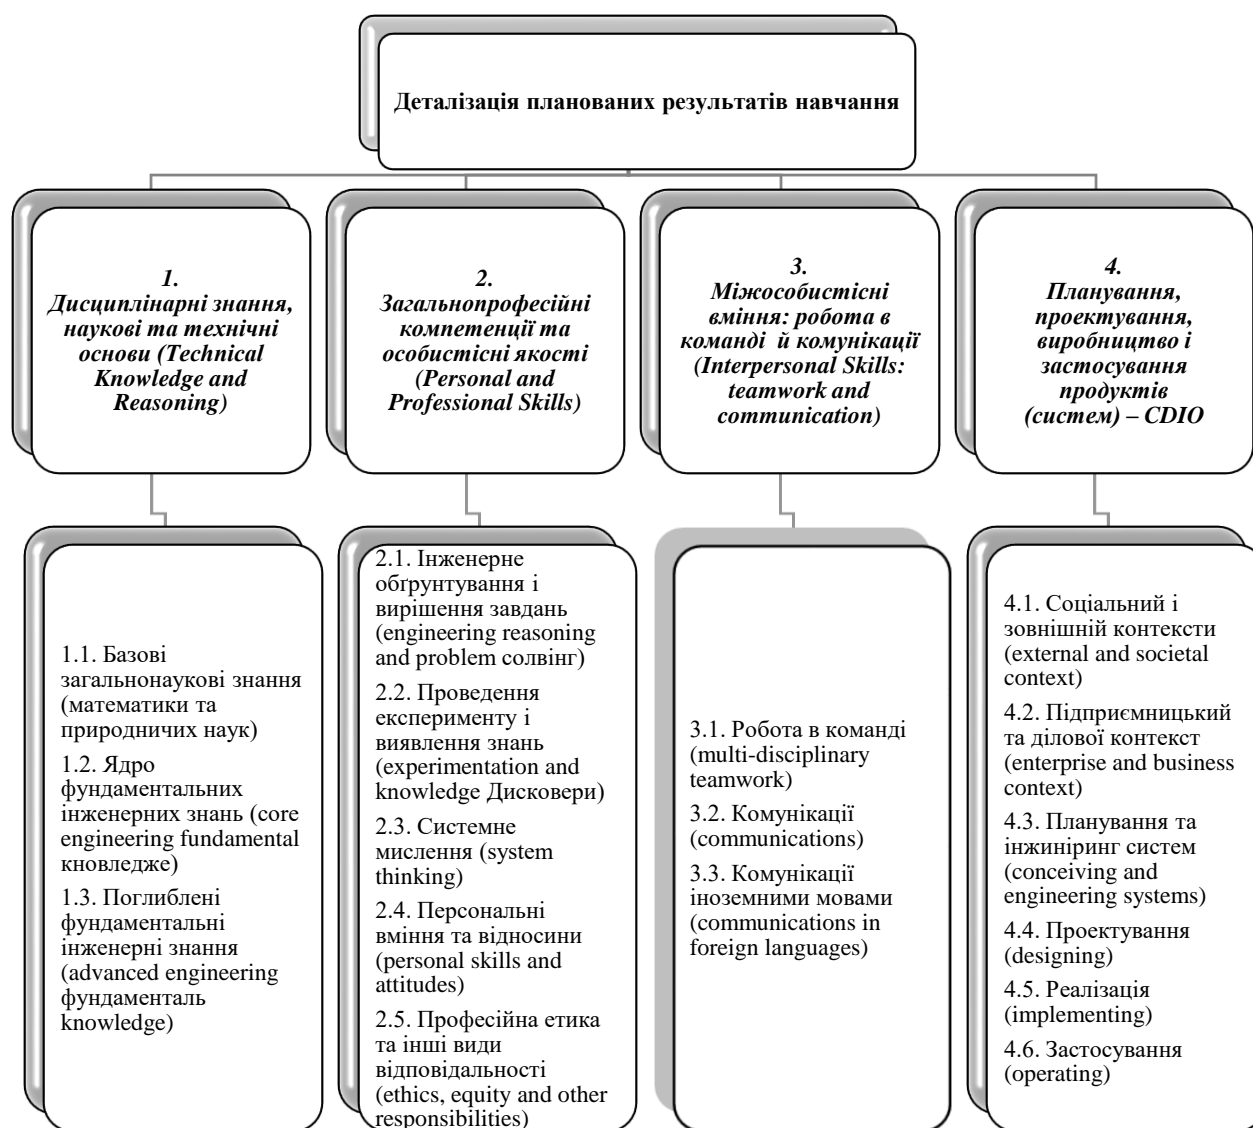 Деталізація планованих результатів навчання
1.
Дисциплінарні знання,
наукові та технічні
основи (Technical
Knowledge and
Reasoning)
2.
Загальнопрофесійні
компетенції та
особистісні якості
(Personal and
Professional Skills)
3.
Міжособистісні
вміння: робота в
команді й комунікації
(Interpersonal Skills:
teamwork and
communication)
4.
Планування,
проектування,
виробництво і
застосування
продуктів
(систем) – CDIO
1.1. Базові
загальнонаукові знання
(математики та
природничих наук)
1.2. Ядро
фундаментальних
інженерних знань (core
engineering fundamental
кновледже)
1.3. Поглиблені
фундаментальні
інженерні знання
(advanced engineering
фундаменталь
knowledge)
2.1. Інженерне
обґрунтування і
вирішення завдань
(engineering reasoning
and problem солвінг)
2.2. Проведення
експерименту і
виявлення знань
(experimentation and
knowledge Дисковери)
2.3. Системне
мислення (system
thinking)
2.4. Персональні
вміння та відносини
(personal skills and
attitudes)
2.5. Професійна етика
та інші види
відповідальності
(ethics, equity and other
responsibilities)
3.1. Робота в команді
(multi-disciplinary
teamwork)
3.2. Комунікації
(communications)
3.3. Комунікації
іноземними мовами
(communications in
foreign languages)
4.1. Соціальний і
зовнішній контексти
(external and societal
context)
4.2. Підприємницький
та ділової контекст
(enterprise and business
context)
4.3. Планування та
інжиніринг систем
(conceiving and
engineering systems)
4.4. Проектування
(designing)
4.5. Реалізація
(implementing)
4.6. Застосування
(operating)